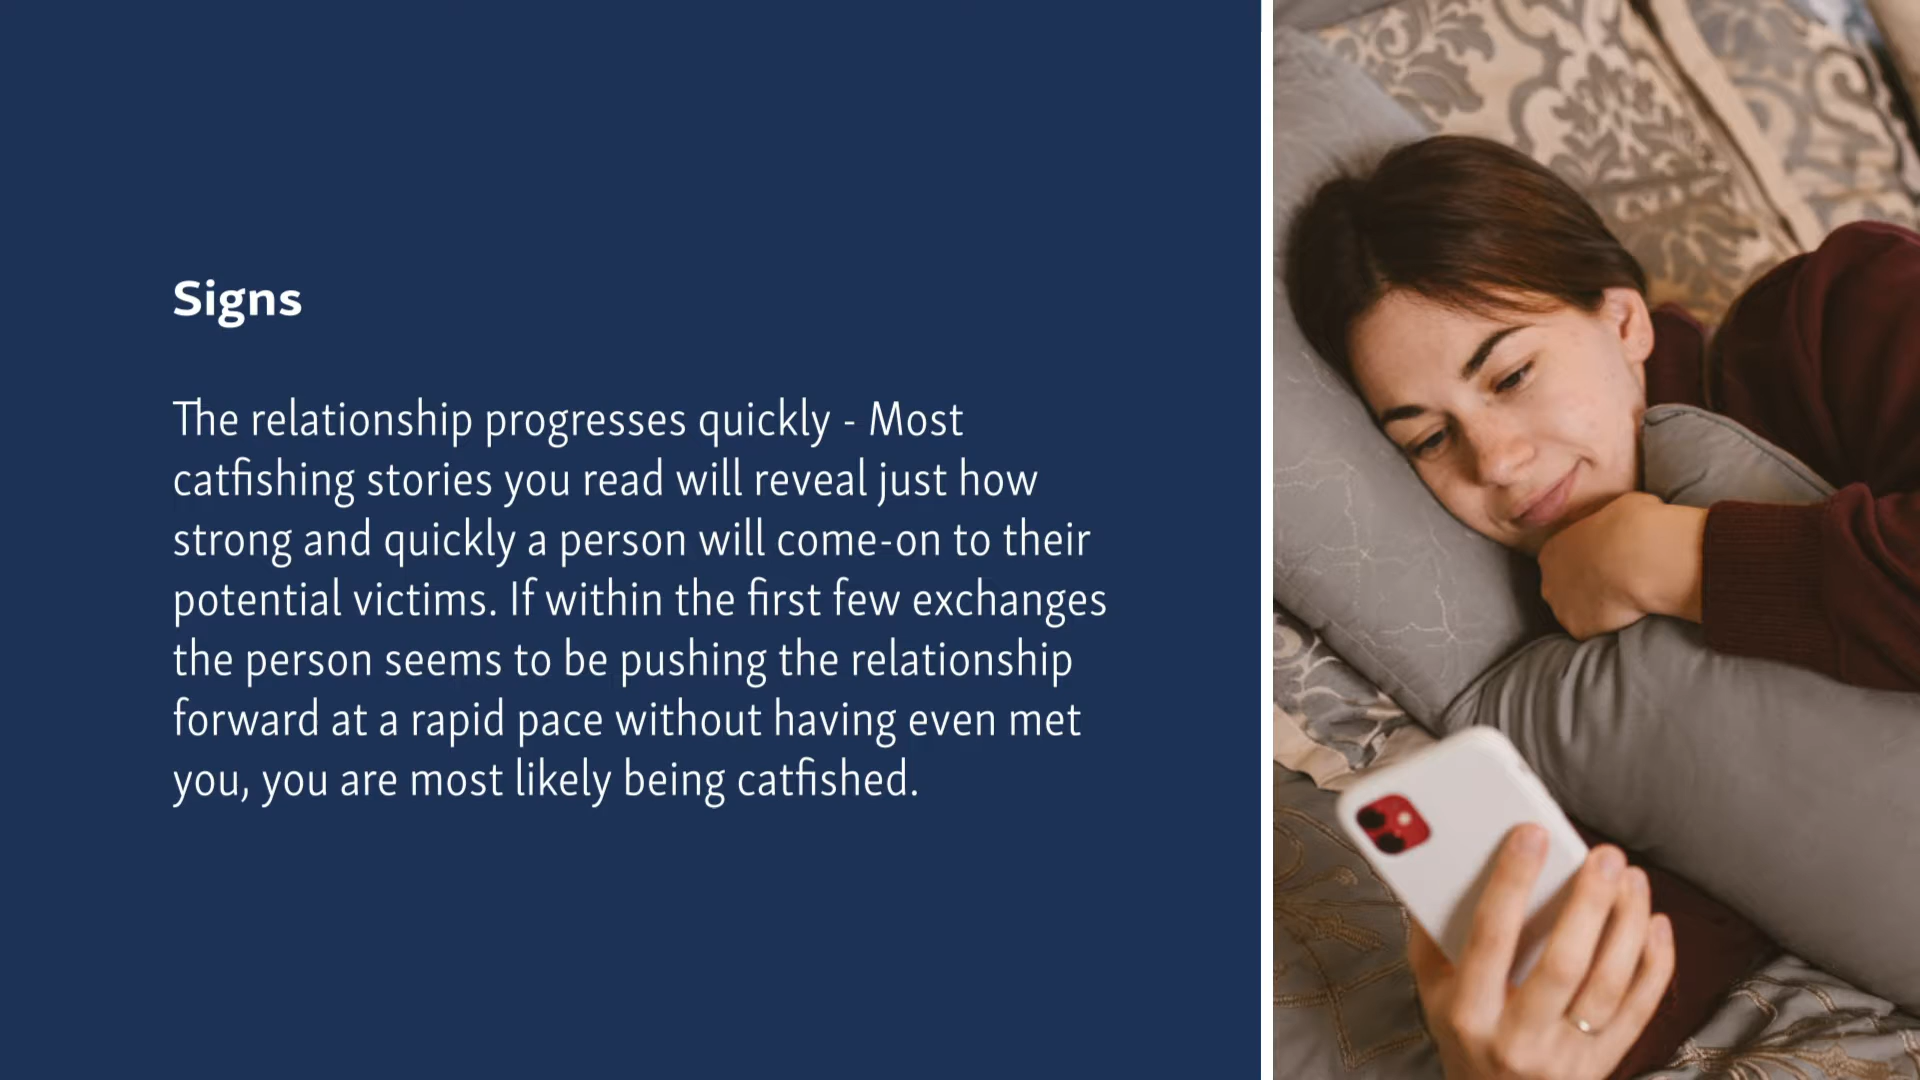 Signs
The relationship progresses quickly - Most
catfishing stories you read will reveal just how
strong and quickly a person will come-on to their
potential victims. If within the first few exchanges
the person seems to be pushing the relationship
forward at a rapid pace without having even met
you, you are most likely being catfished.